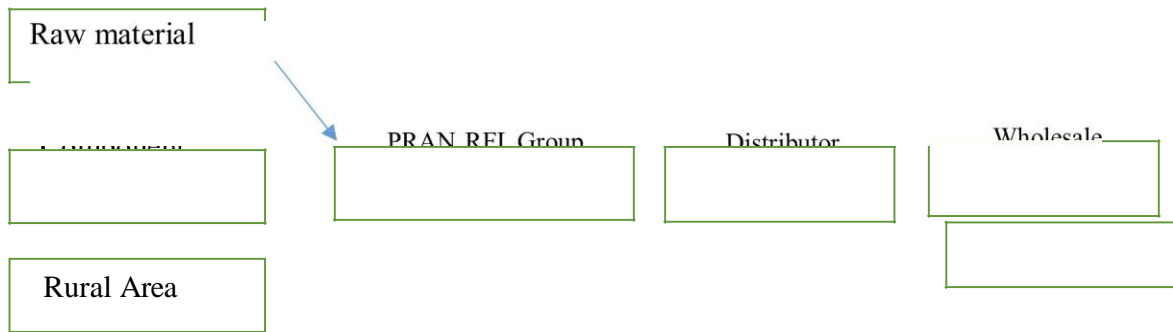 Raw material
PRAN RFL Group
Distributor
Wholesale
Rural Area